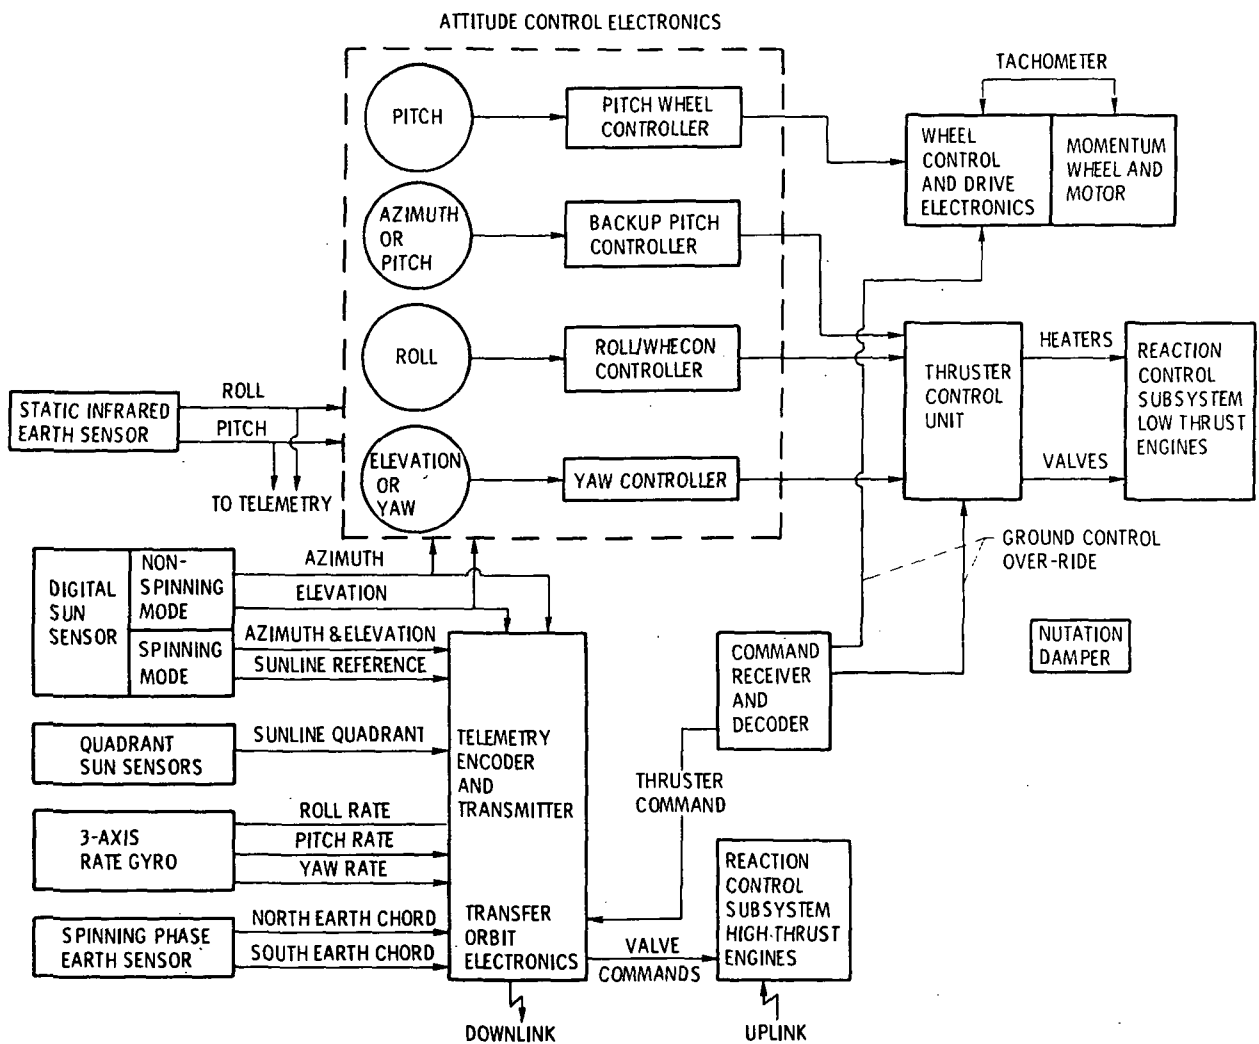 ATTITUDE CONTROL ELECTRONICS
PITCH
PITCH WHEEL
CONTROLLER
TACHOMETER
WHEEL
CONTROL
AND DRIVE
ELECTRONICS
MOMENTUM
WHEEL AND
MOTOR
AZIMUTH
OR
PITCH
BACKUP PITCH
CONTROLLER
ROLL
ROLL/WHECON
CONTROLLER
THRUSTER
CONTROL
UNIT
HEATERS
VALVES
REACTION
CONTROL
SUBSYSTEM
LOW THRUST
ENGINES
STATIC INFRARED
EARTH SENSOR
ROLL
PITCH
TO TELEMETRY
ELEVATION
OR
YAW
YAW CONTROLLER
GROUND CONTROL
OVER-RIDE
DIGITAL
SUN
SENSOR
NON-
SPINNING
MODE
SPINNING
MODE
AZIMUTH
ELEVATION
AZIMUTH & ELEVATION
SUNLINE REFERENCE
COMMAND
RECEIVER
AND
DECODER
NUTATION
DAMPER
QUADRANT
SUN SENSORS
SUNLINE QUADRANT
TELEMETRY
ENCODER
AND
TRANSMITTER
THRUSTER
COMMAND
3-AXIS
RATE GYRO
ROLL RATE
PITCH RATE
YAW RATE
REACTION
CONTROL
SUBSYSTEM
HIGH-THRUST
ENGINES
SPINNING PHASE
EARTH SENSOR
NORTH EARTH CHORD
SOUTH EARTH CHORD
TRANSFER
ORBIT
ELECTRONICS
VALVE
COMMANDS
DOWNLINK
UPLINK